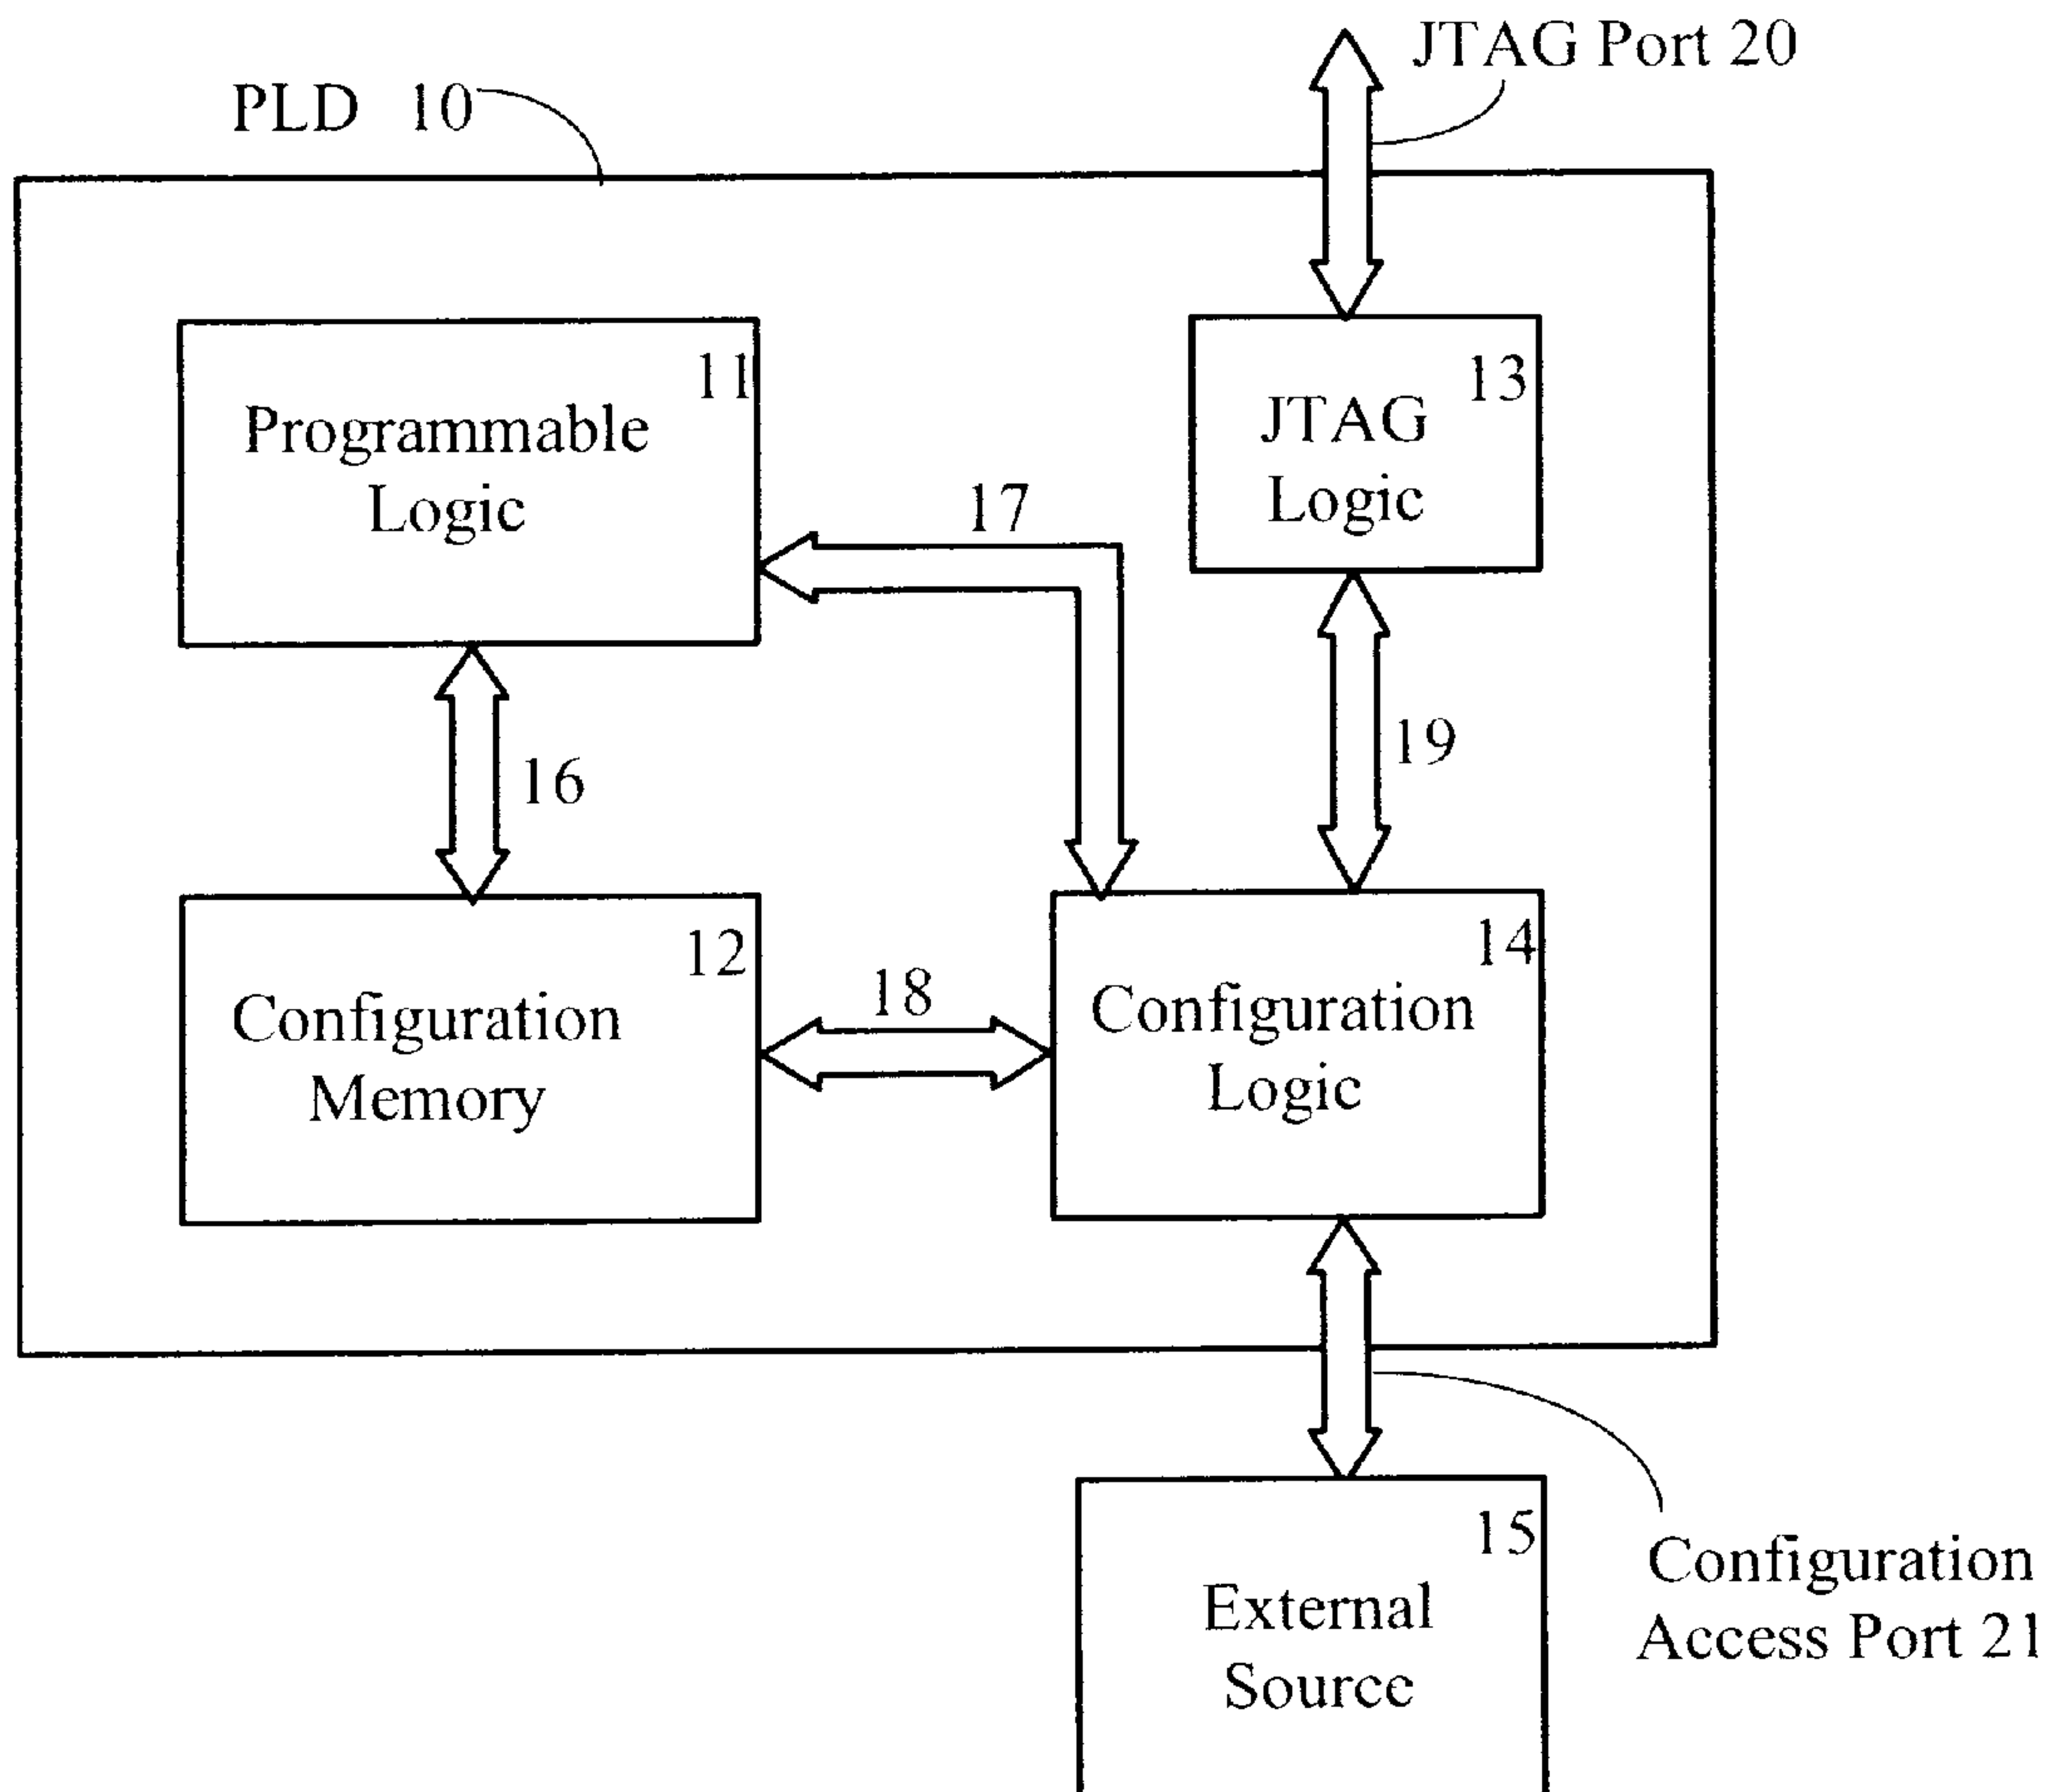 JTAG Port 20
PLD 10
11
Programmable
Logic
13
JTAG
Logic
17
16
19
12
Configuration
Memory
18
14
Configuration
Logic
15
External
Source
Configuration
Access Port 21